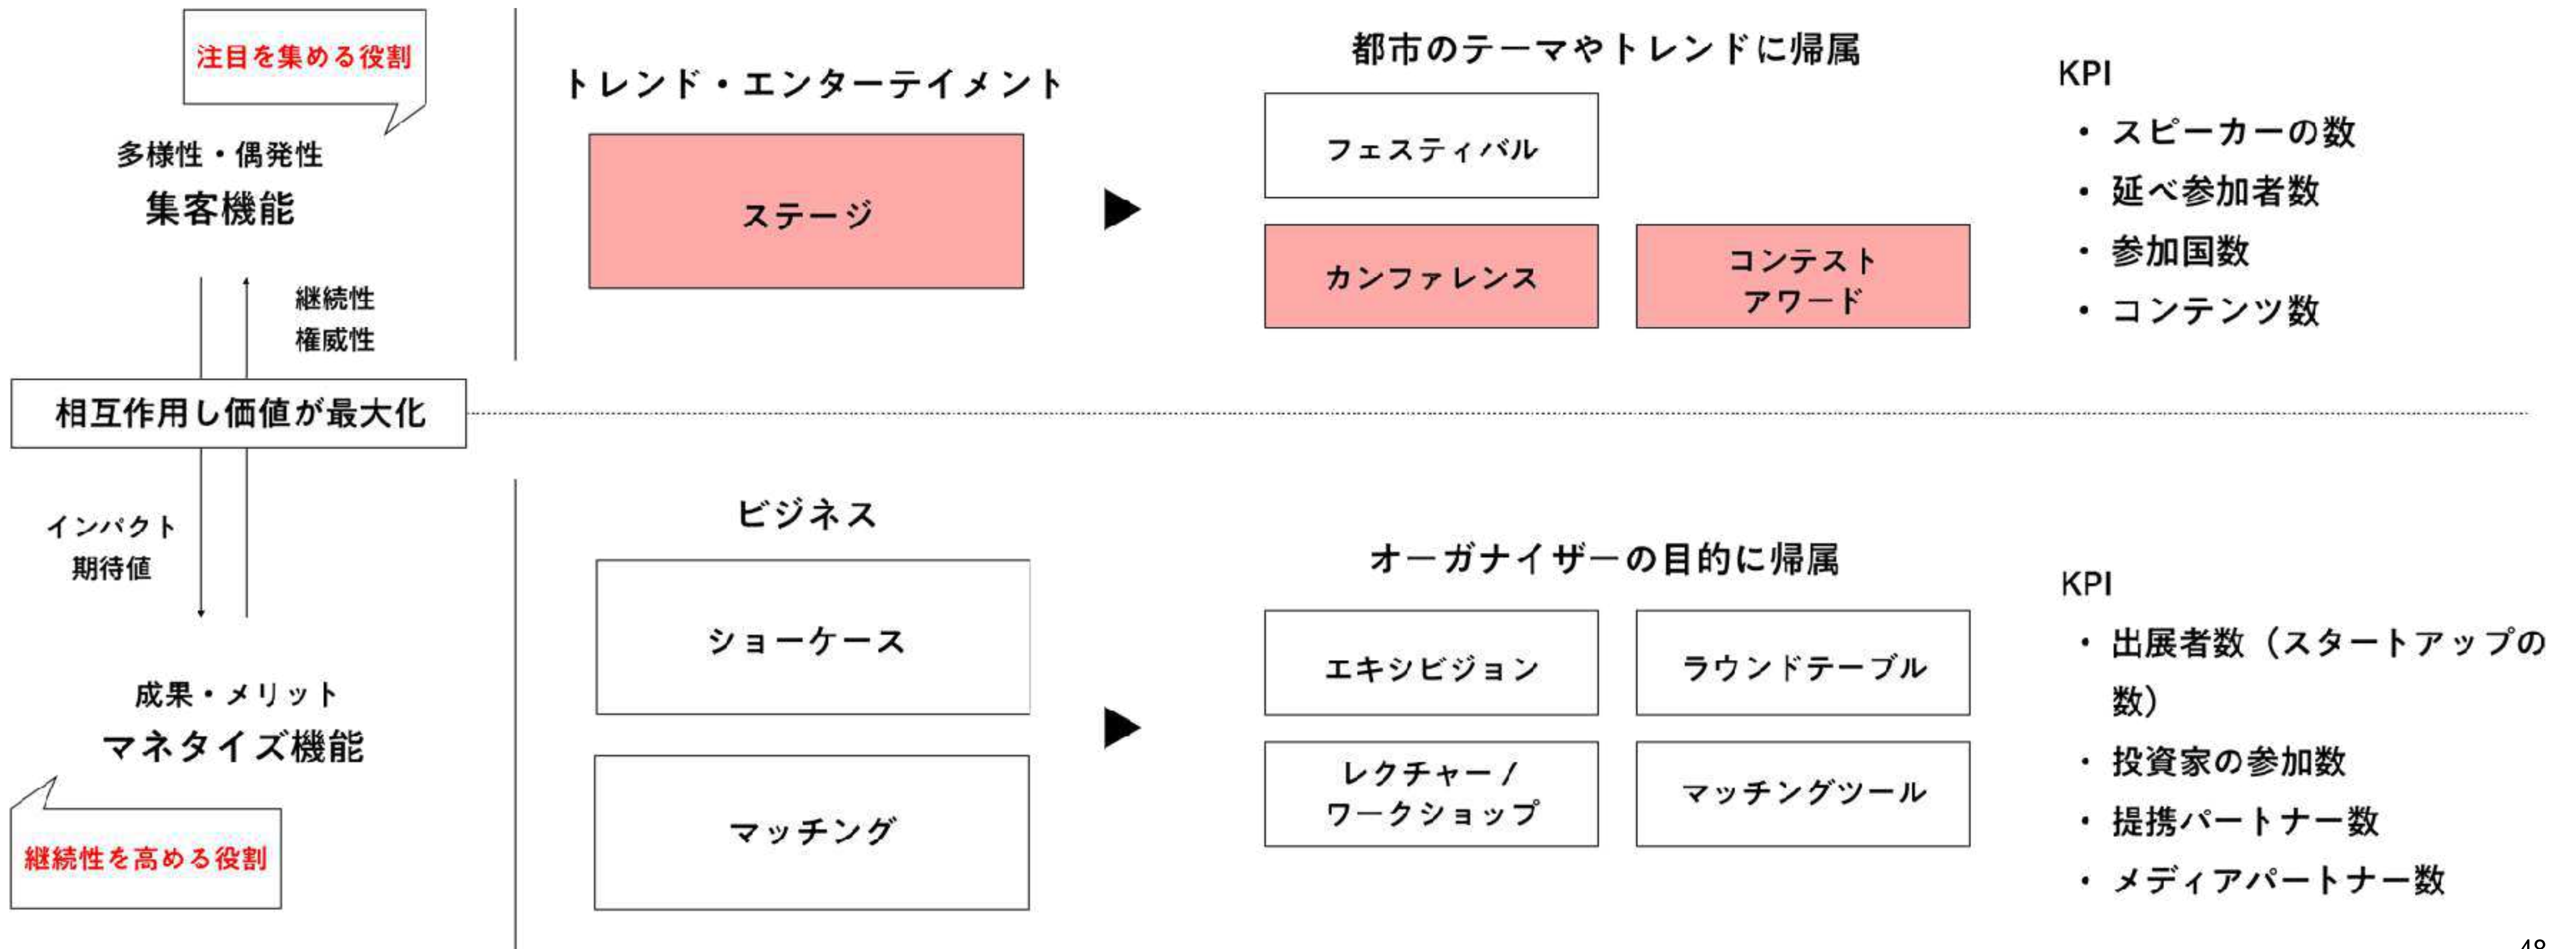 注目を集める役割
多様性・偶発性
集客機能
継続性
権威性
相互作用し価値が最大化
インパクト
期待値
成果・メリット
マネタイズ機能
継続性を高める役割
トレンド・エンターテイメント
ステージ
都市のテーマやトレンドに帰属
フェスティバル
カンファレンス
コンテスト
アワード
KPI
・ スピーカーの数
・ 延べ参加者数
・ 参加国数
・ コンテンツ数
ビジネス
ショーケース
マッチング
オーガナイザーの目的に帰属
エキシビジョン
ラウンドテーブル
レクチャー /
ワークショップ
マッチングツール
KPI
・ 出展者数（スタートアップの
数）
・ 投資家の参加数
・ 提携パートナー数
・ メディアパートナー数
48